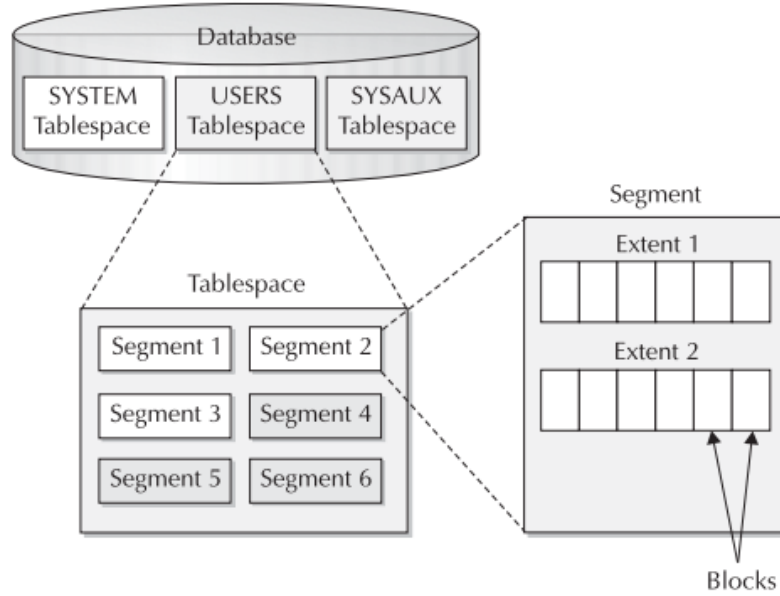 Database
SYSTEM
Tablespace
USERS
Tablespace
SYSAUX
Tablespace
Segment
Extent 1
Extent 2
Blocks
Tablespace
Segment 1
Segment 2
Segment 3
Segment 4
Segment 5
Segment 6